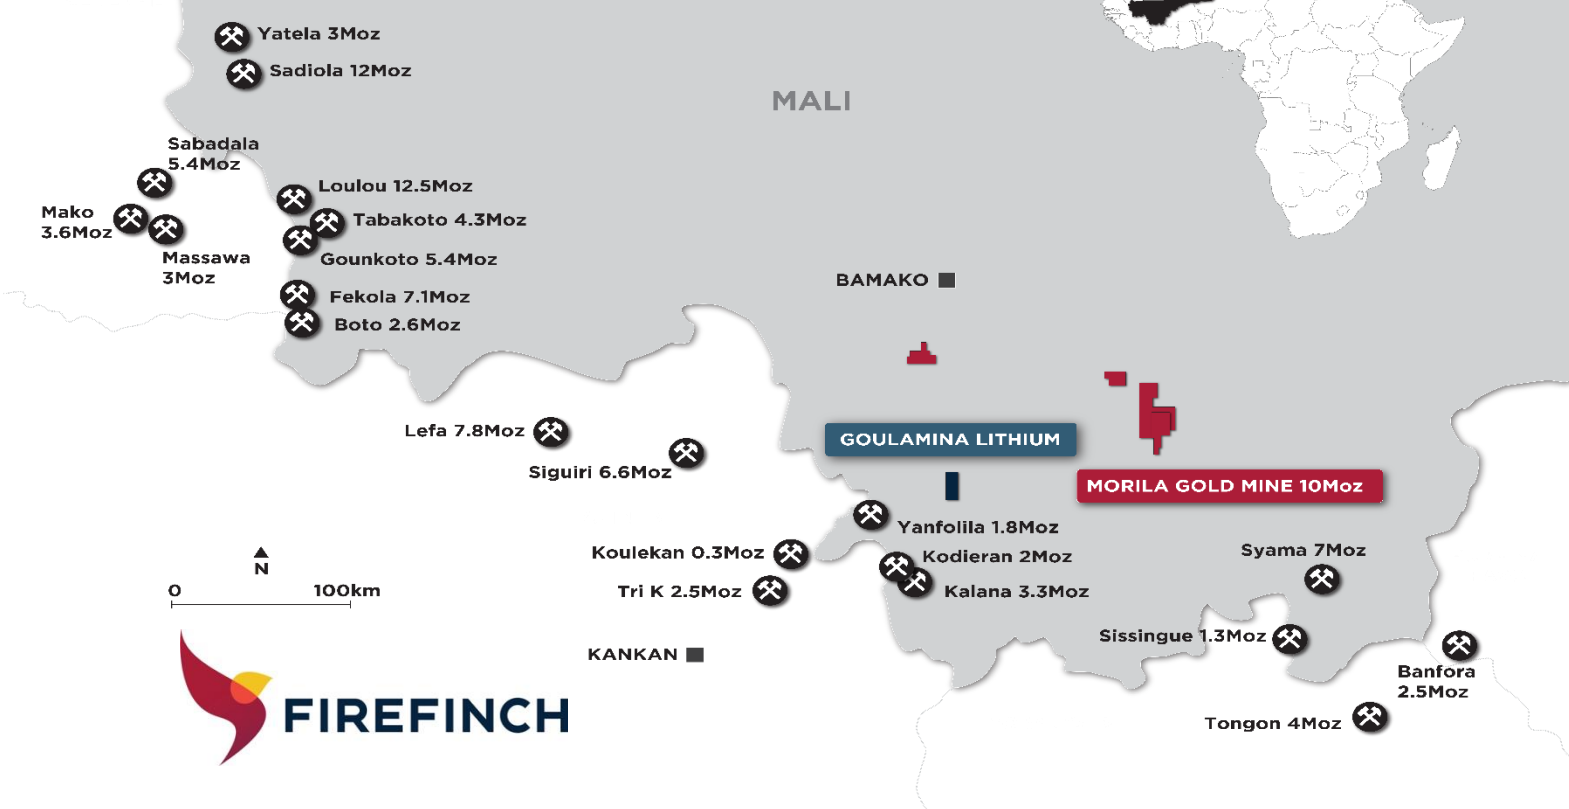 Yatela 3Moz
Sadiola 12Moz
MALI
Sabadala
5.4Moz
Loulou 12.5Moz
Mako
3.6Moz
Tabakoto 4.3Moz
Massawa
3Moz
Gounkoto 5.4Moz
BAMAKO
Fekola 7.1Moz
Boto 2.6Moz
Lefa 7.8Moz
GOULAMINA LITHIUM
Siguiri 6.6Moz
MORILA GOLD MINE 10Moz
Yanfolila 1.8Moz
Koulekan 0.3Moz
Kodieran 2Moz
Syama 7Moz
N
0 100km
Tri K 2.5Moz
Kalana 3.3Moz
Sissingue 1.3Moz
KANKAN
Banfora
2.5Moz
FIREFINCH
Tongon 4Moz